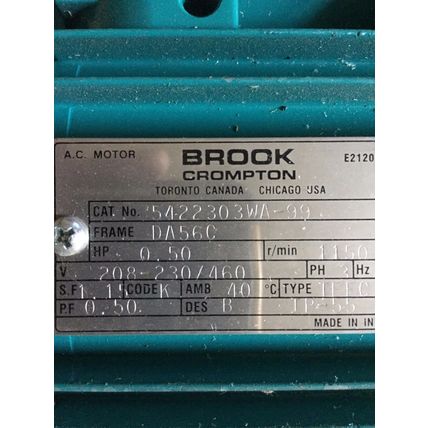 A.C. MOTOR BROOK E2120
CROMPTON
TORONTO CANADA CHICAGO USA
CAT No. 5422303WA-99
FRAME DA56C
HP 0.50 r/min 1150
V 208-230/460 PH 3 Hz
S.F 1.15 CODE K AMB 40 °C TYPE TEFC
P.F 0.50 DES B IP-55
MADE IN IN